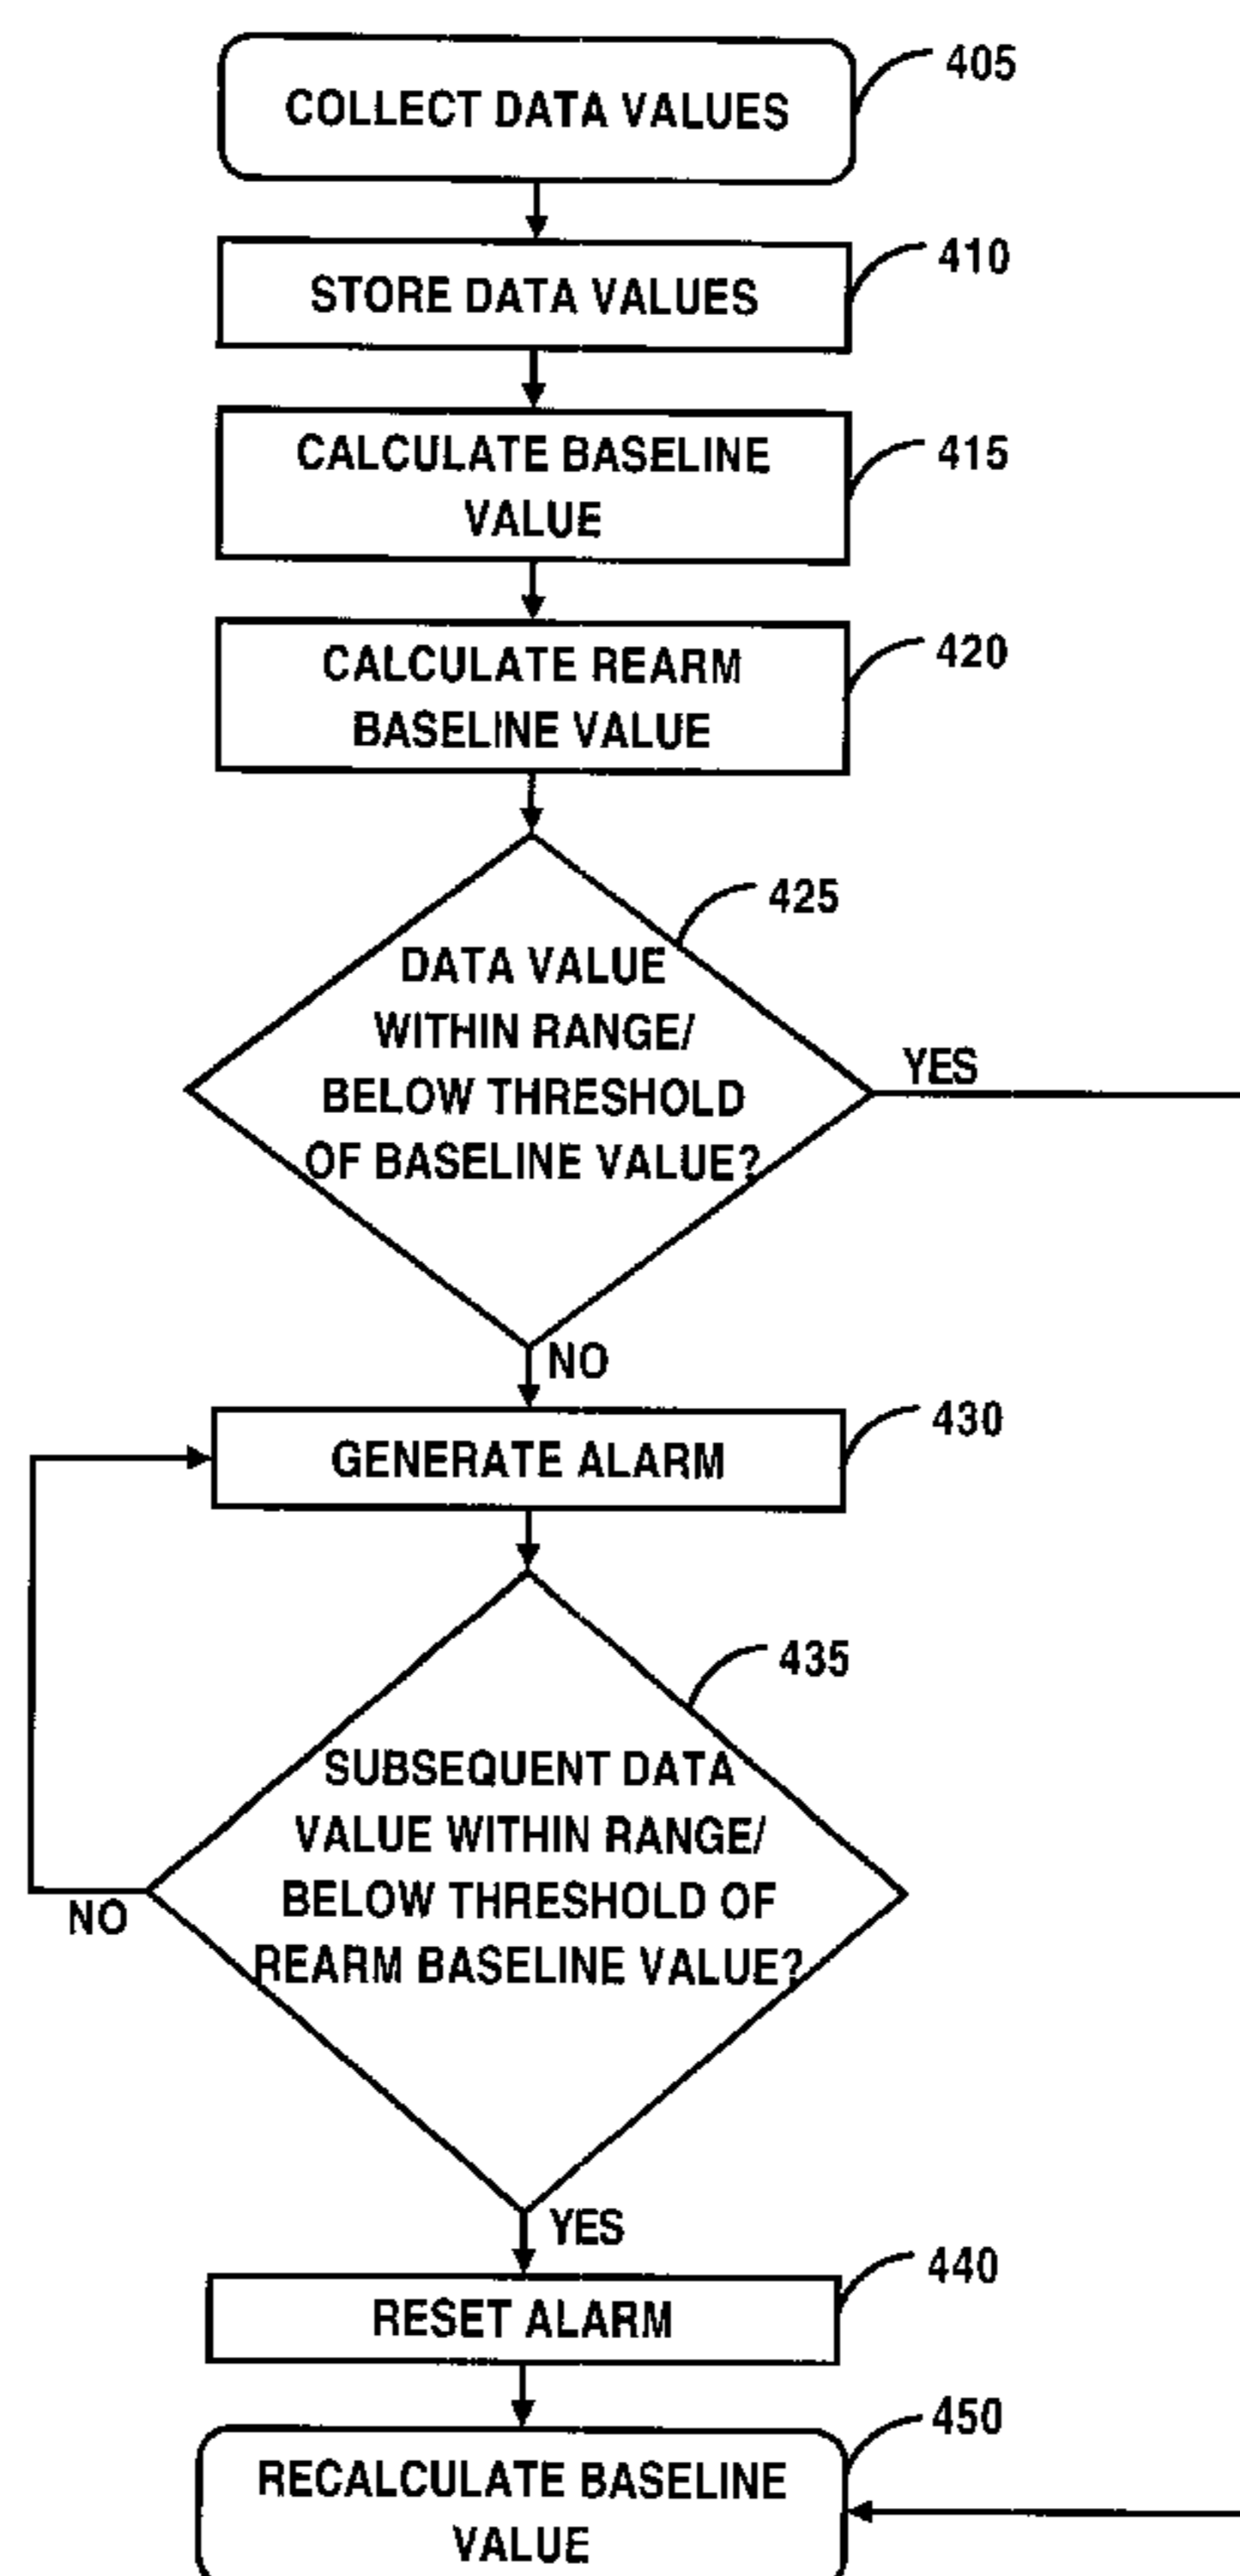 COLLECT DATA VALUES
405
STORE DATA VALUES
410
CALCULATE BASELINE
VALUE
415
CALCULATE REARM
BASELINE VALUE
420
425
DATA VALUE
WITHIN RANGE/
BELOW THRESHOLD
OF BASELINE VALUE?
YES
NO
GENERATE ALARM
430
435
SUBSEQUENT DATA
VALUE WITHIN RANGE/
BELOW THRESHOLD OF
REARM BASELINE VALUE?
NO
YES
RESET ALARM
440
RECALCULATE BASELINE
VALUE
450